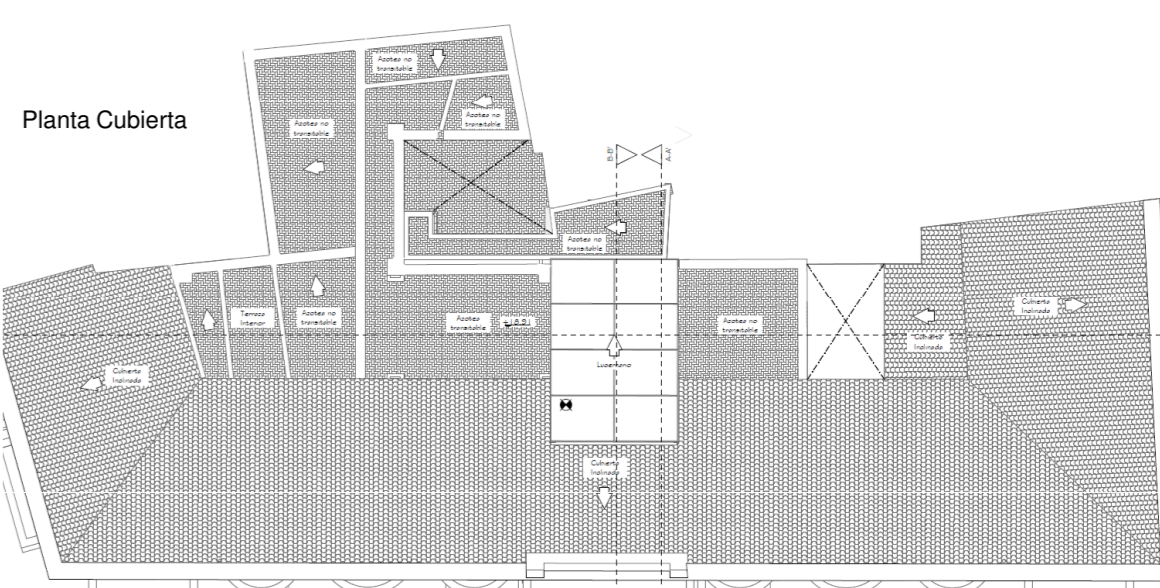 Planta Cubierta
Azotea no
transitable
Azotea no
transitable
Azotea no
transitable
B-B'
A-A'
Azotea no
transitable
Terraza
Interior
Azotea no
transitable
Azotea
transitable
Azotea no
transitable
Cubierta
Inclinada
Cubierta
Inclinada
Cubierta
Inclinada
Lucernario
Cubierta
Inclinada